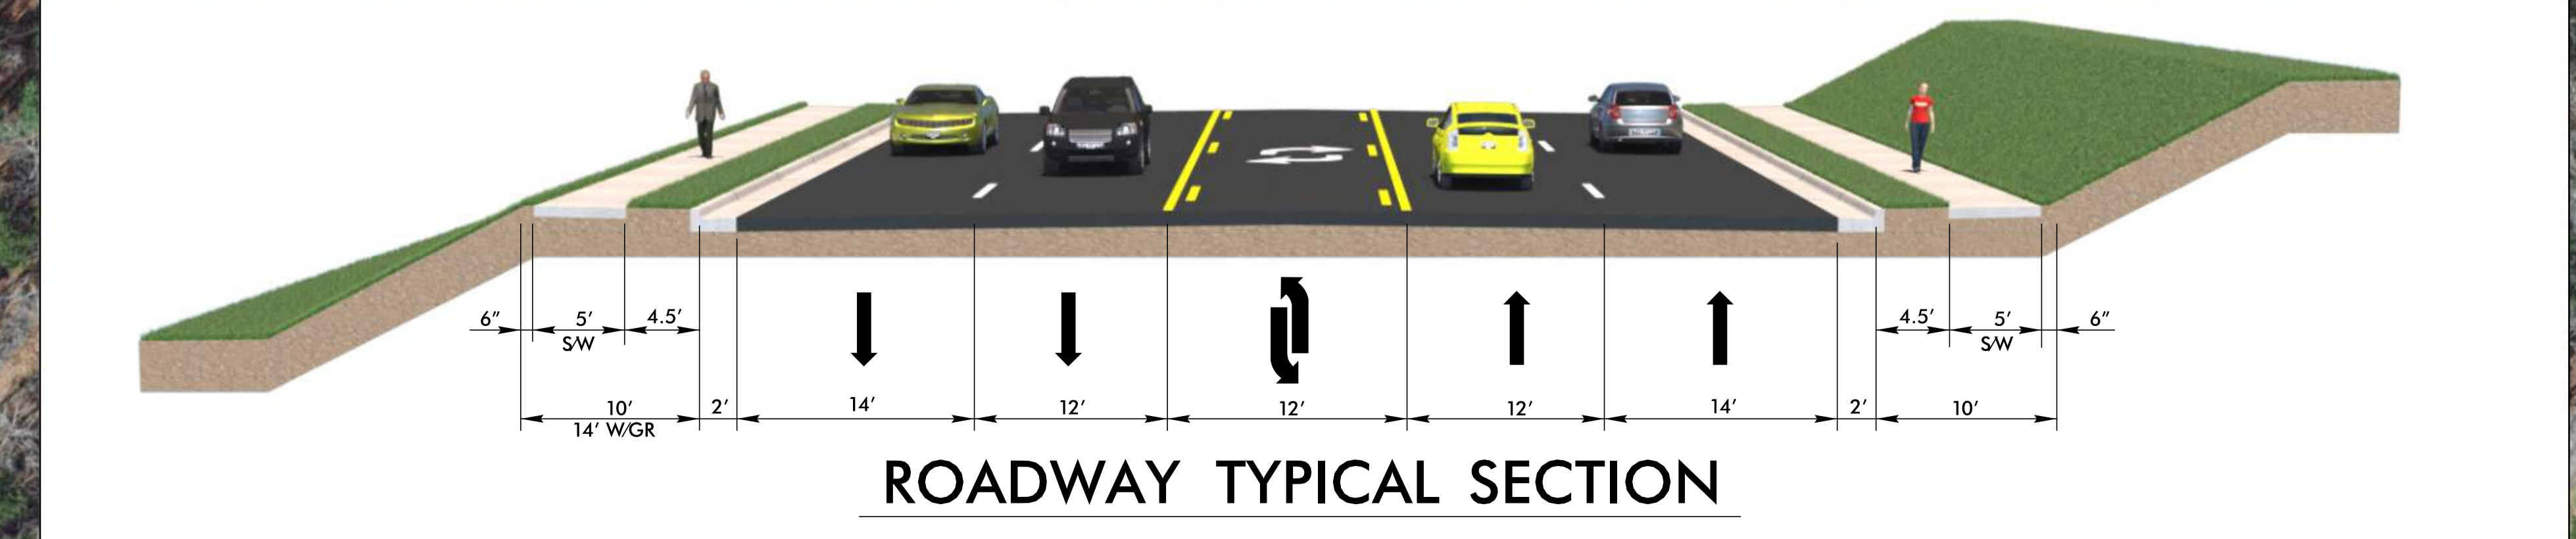 6” 5’ 4.5’ 4.5’ 5’ 6”
S/W S/W
10’ 2’ 14’ 12’ 12’ 12’ 14’ 2’ 10’
14’ W/GR
ROADWAY TYPICAL SECTION